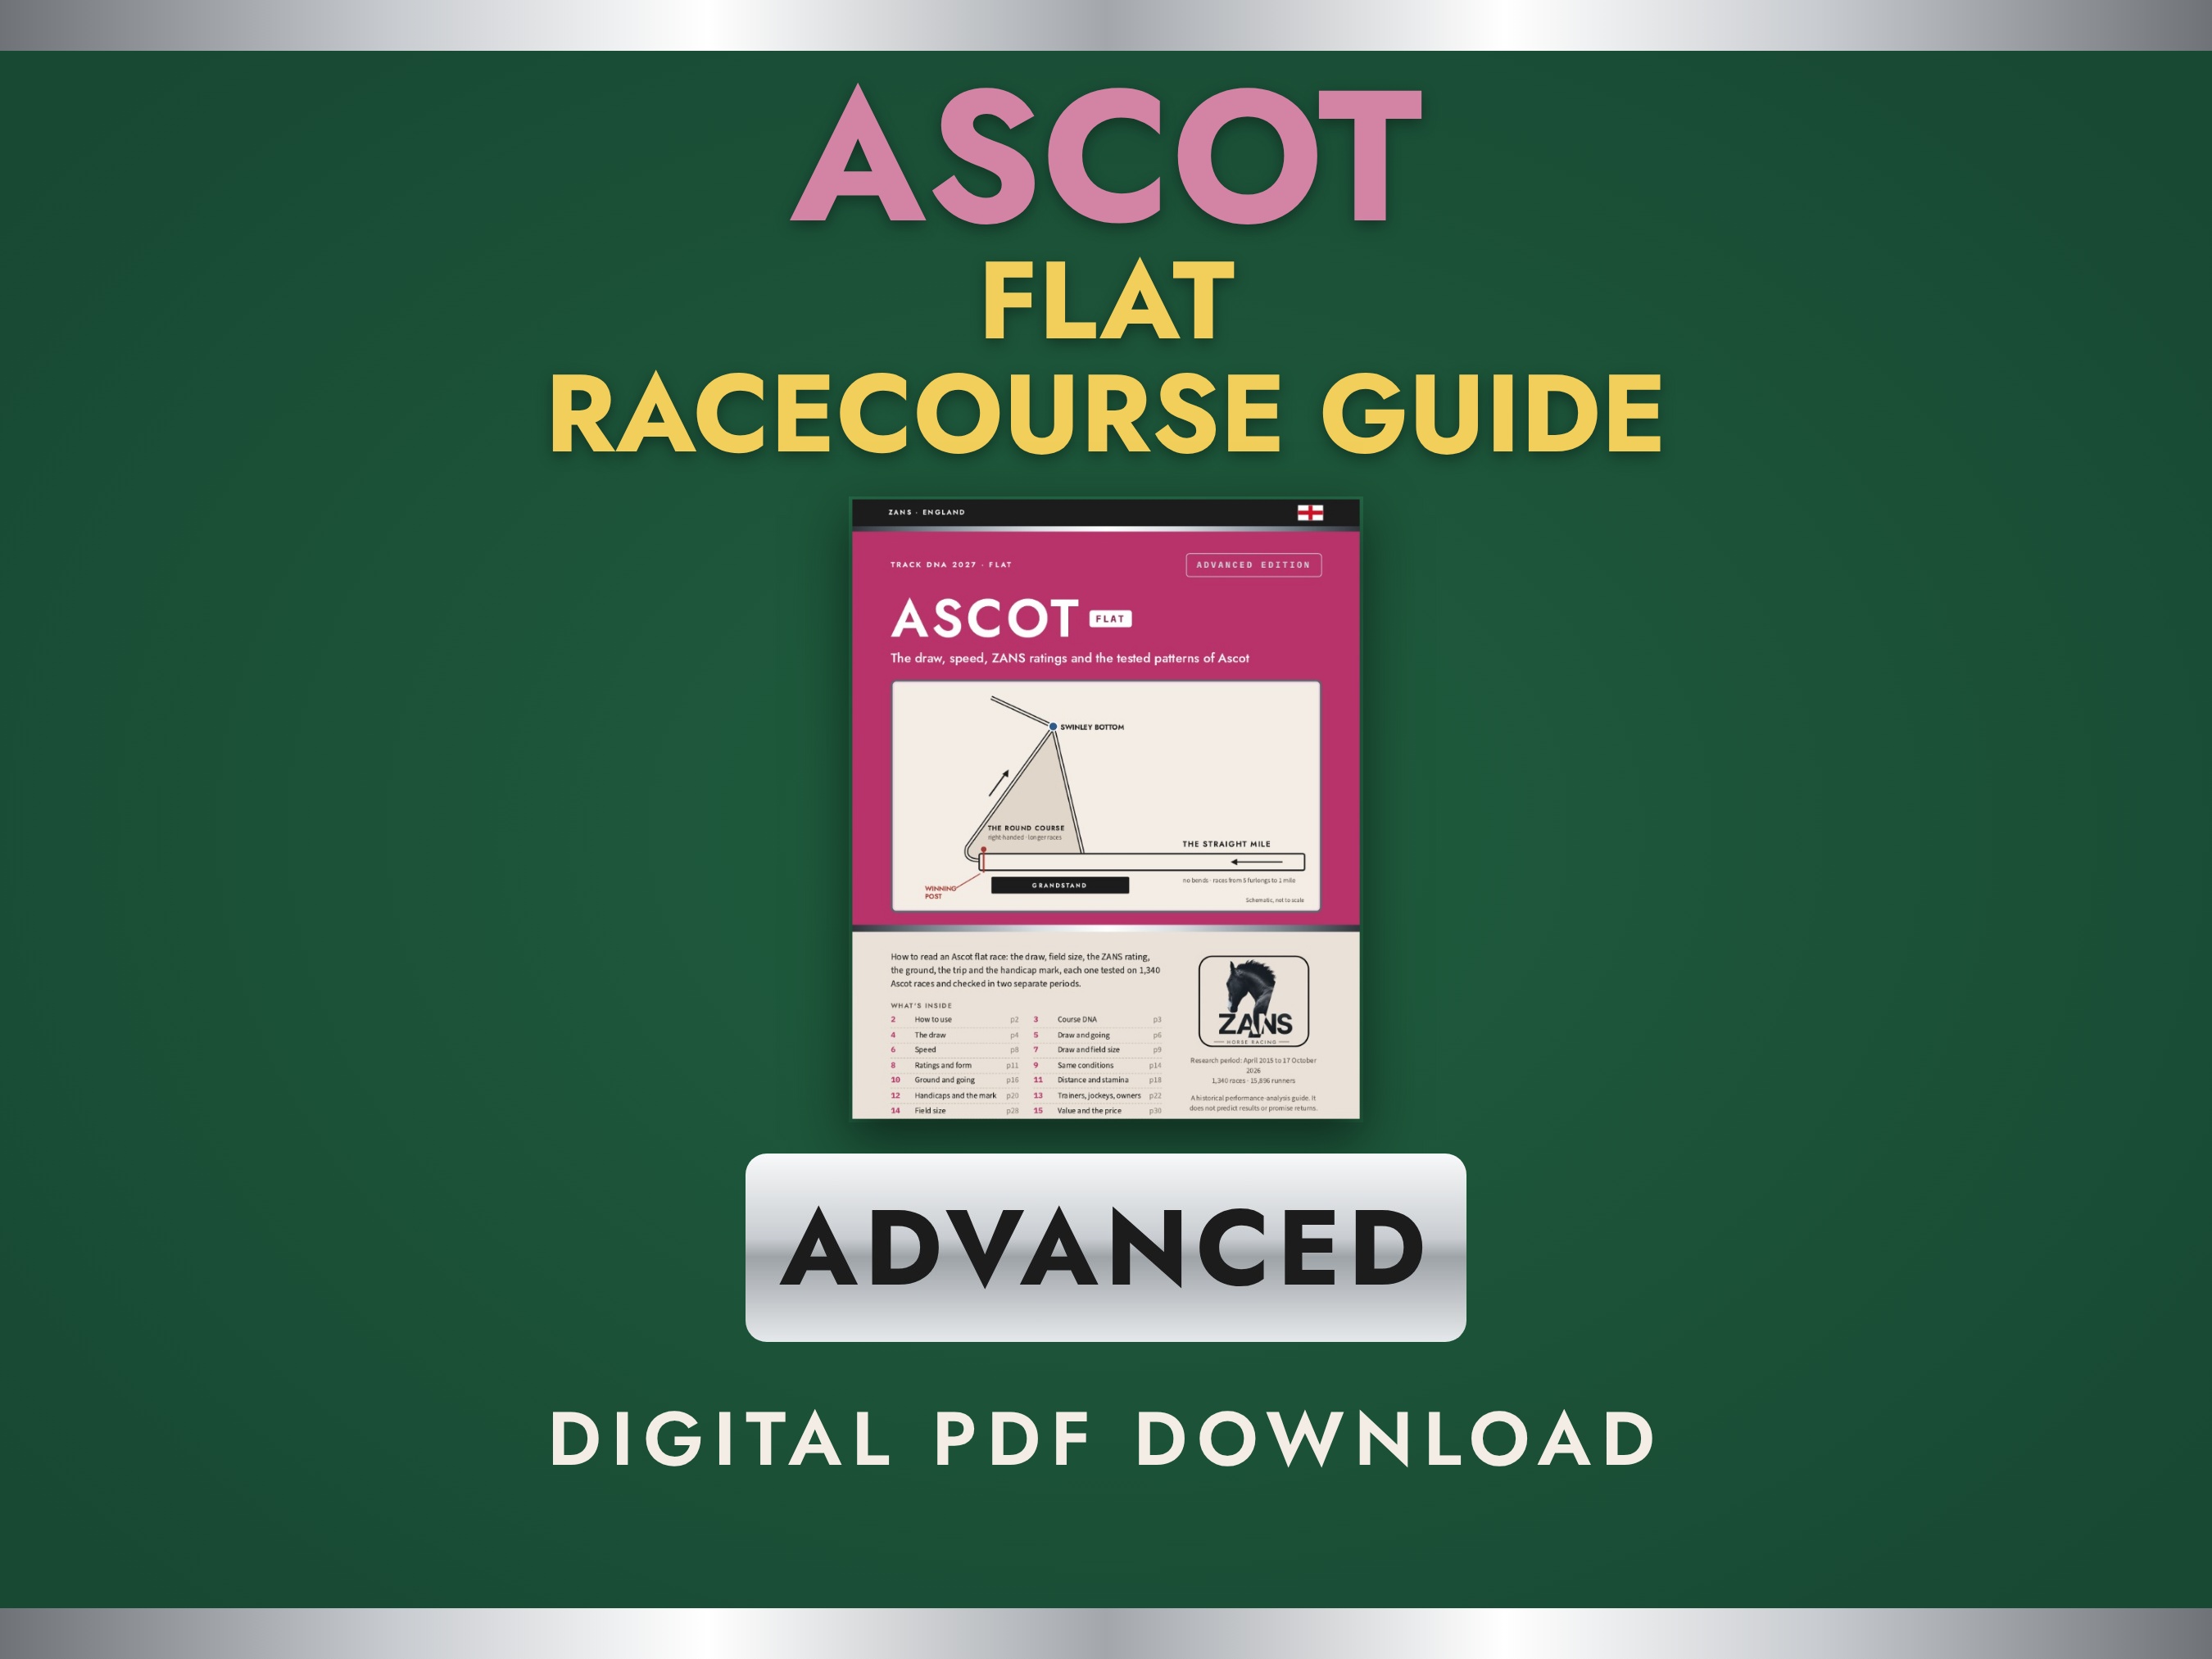 ASCOT
FLAT
RACECOURSE GUIDE
ZANS · ENGLAND
TRACK DNA 2027 · FLAT
ADVANCED EDITION
ASCOT FLAT
The draw, speed, ZANS ratings and the tested patterns of Ascot
SWINLEY BOTTOM
THE ROUND COURSE
right-handed · longer races
THE STRAIGHT MILE
WINNING
POST
GRANDSTAND
no bends · races from 5 furlongs to 1 mile
Schematic, not to scale
How to read an Ascot flat race: the draw, field size, the ZANS rating,
the ground, the trip and the handicap mark, each one tested on 1,340
Ascot races and checked in two separate periods.
WHAT'S INSIDE
2 How to use p2 3 Course DNA p3
4 The draw p4 5 Draw and going p6
6 Speed p8 7 Draw and field size p9
8 Ratings and form p11 9 Same conditions p14
10 Ground and going p16 11 Distance and stamina p18
12 Handicaps and the mark p20 13 Trainers, jockeys, owners p22
14 Field size p28 15 Value and the price p30
ZANS
HORSE RACING
Research period: April 2015 to 17 October
2026
1,340 races · 15,896 runners
A historical performance-analysis guide. It
does not predict results or promise returns.
ADVANCED
DIGITAL PDF DOWNLOAD